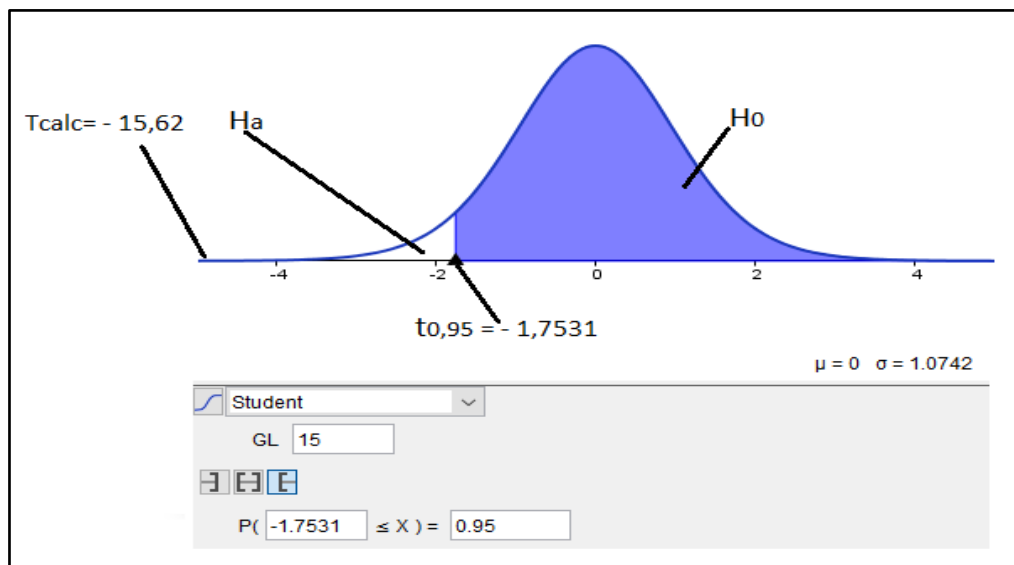 Tcalc= - 15,62
Ha
H0
-4
-2
0
2
4
t0,95 = - 1,7531
μ = 0 σ = 1.0742
Student
GL 15
P( -1.7531 ≤ X ) = 0.95